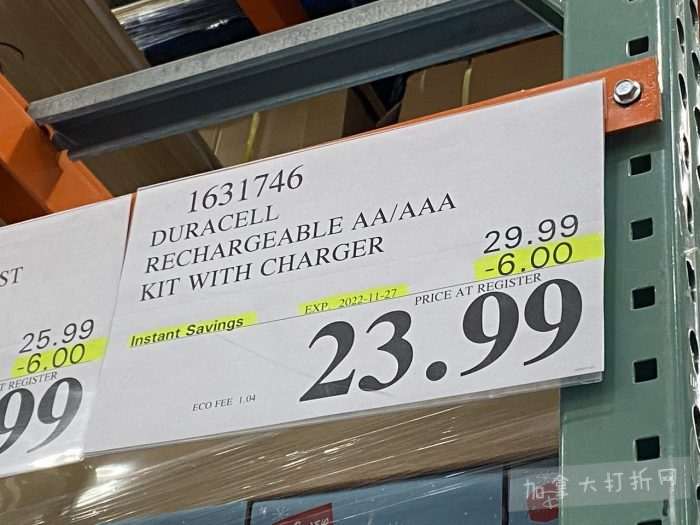 1631746
DURACELL
RECHARGEABLE AA/AAA
KIT WITH CHARGER
29.99
-6.00
EXP. 2022-11-27
PRICE AT REGISTER
Instant Savings
23.99
ECO FEE 1.04
ST
25.99
-6.00
REGISTER
99
加拿大打折网